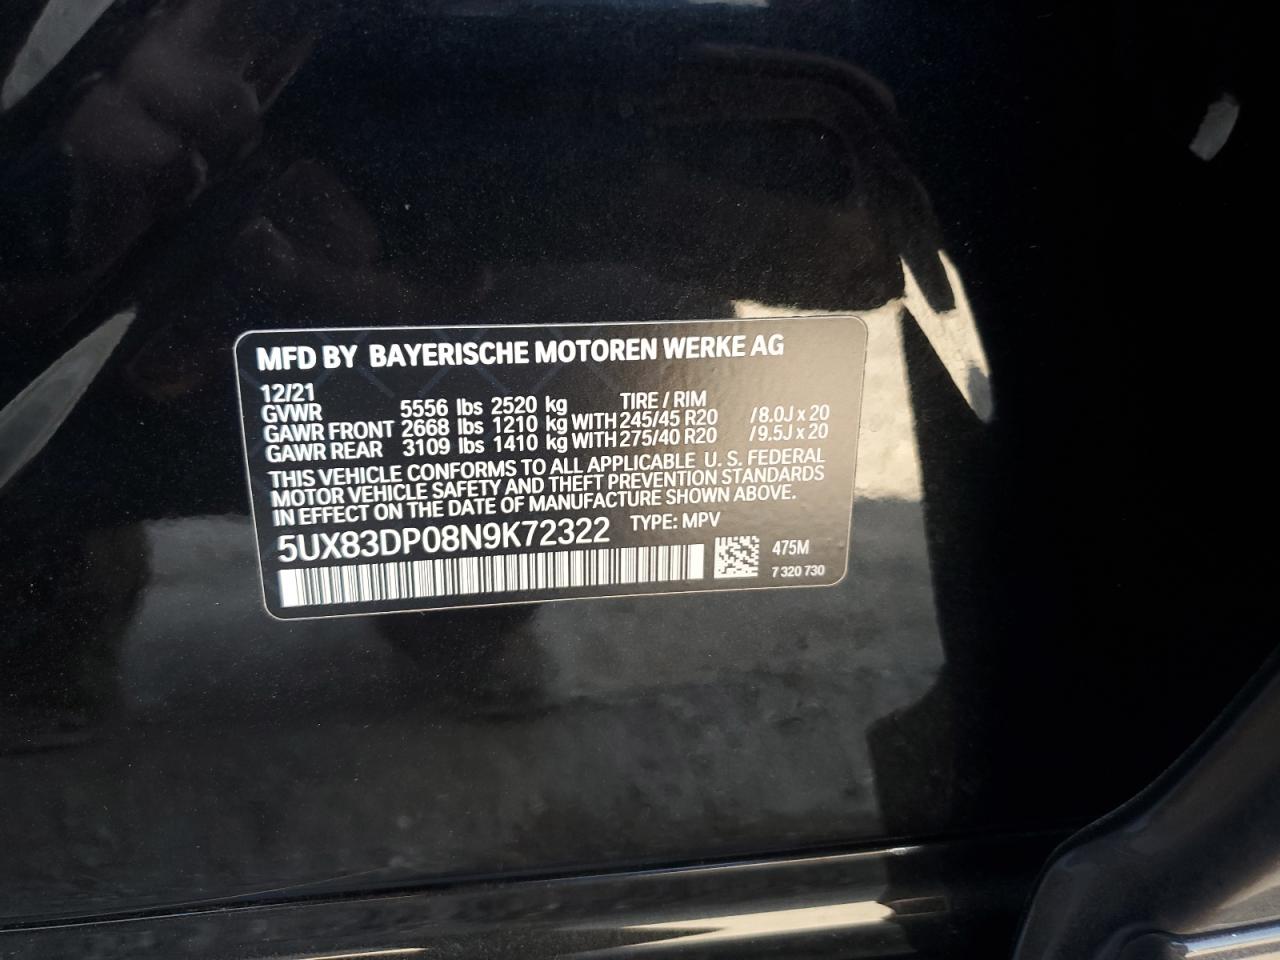 MFD BY BAYERISCHE MOTOREN WERKE AG
12/21 TIRE / RIM
GVWR 5556 lbs 2520 kg
GAWR FRONT 2668 lbs 1210 kg WITH 245/45 R20 / 8.0J x 20
GAWR REAR 3109 lbs 1410 kg WITH 275/40 R20 / 9.5J x 20
THIS VEHICLE CONFORMS TO ALL APPLICABLE U. S. FEDERAL
MOTOR VEHICLE SAFETY AND THEFT PREVENTION STANDARDS
IN EFFECT ON THE DATE OF MANUFACTURE SHOWN ABOVE.
5UX83DP08N9K72322 TYPE: MPV
475M
7 320 730